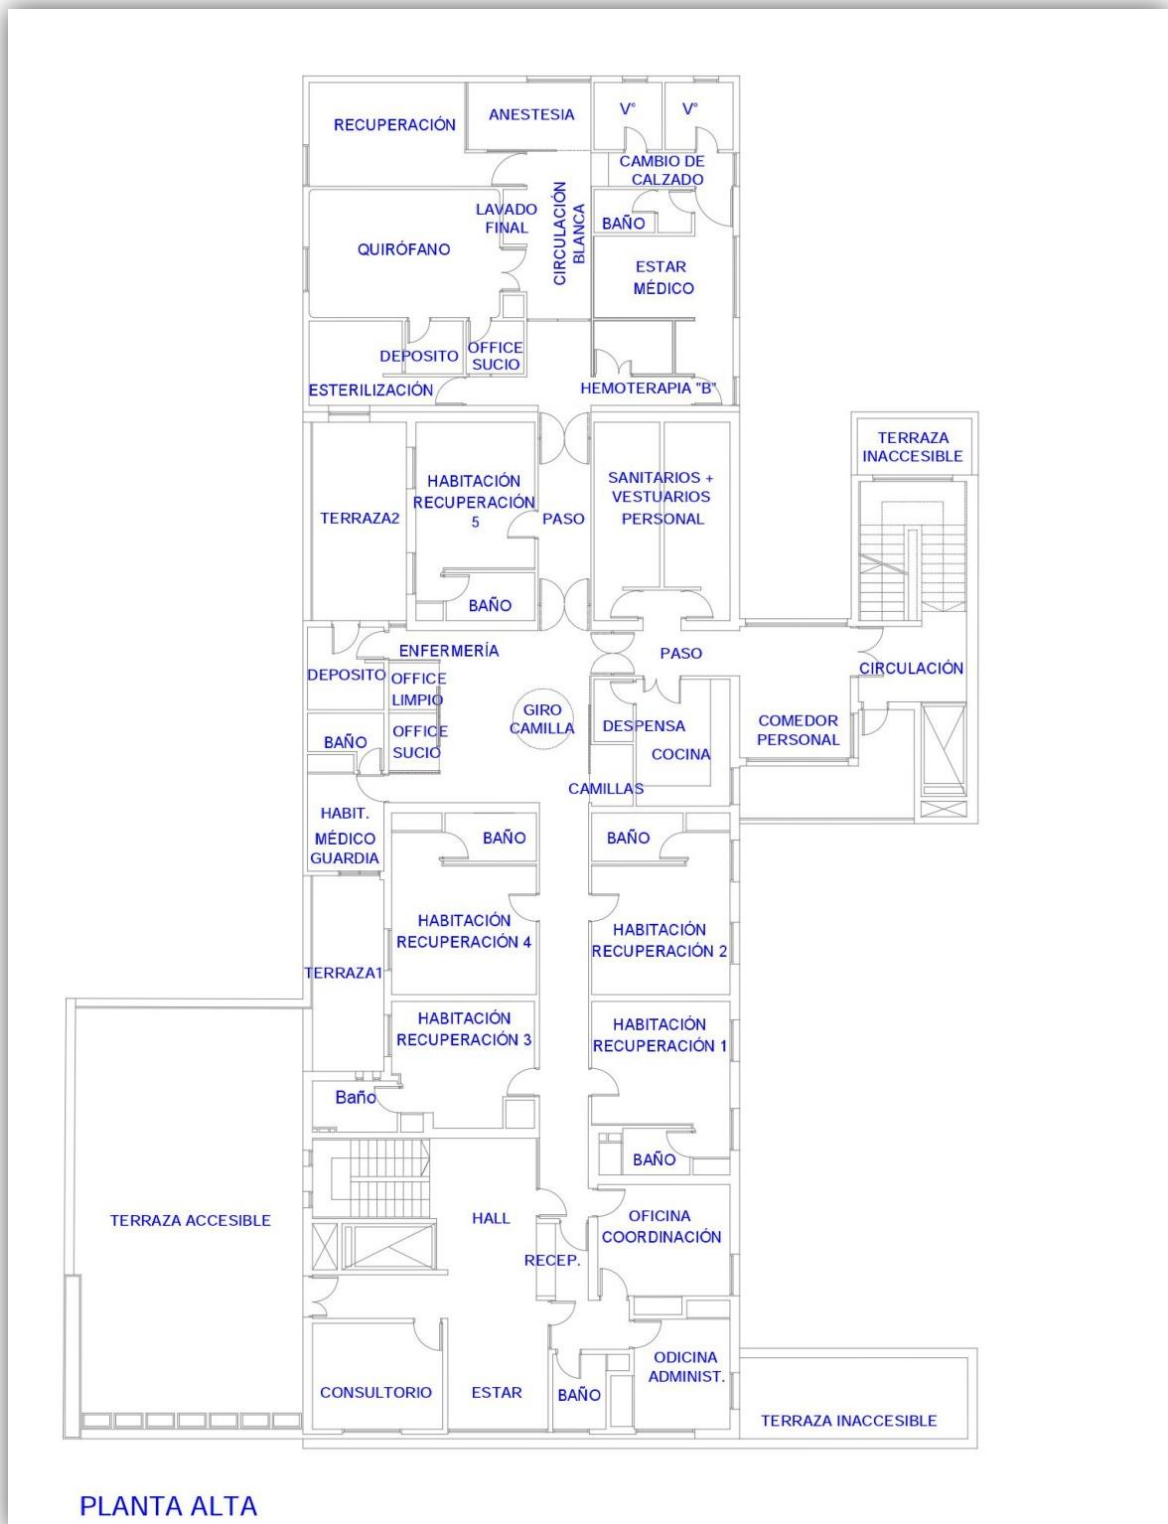 RECUPERACIÓN
ANESTESIA
V°
V°
CAMBIO DE
CALZADO
LAVADO
FINAL
CIRCULACIÓN
BLANCA
BAÑO
QUIRÓFANO
ESTAR
MÉDICO
DEPOSITO
OFFICE
SUCIO
ESTERILIZACIÓN
HEMOTERAPIA "B"
TERRAZA
INACCESIBLE
TERRAZA2
HABITACIÓN
RECUPERACIÓN
5
PASO
SANITARIOS +
VESTUARIOS
PERSONAL
BAÑO
ENFERMERÍA
PASO
CIRCULACIÓN
DEPOSITO
OFFICE
LIMPIO
GIRO
CAMILLA
DESPENSA
COMEDOR
PERSONAL
BAÑO
OFFICE
SUCIO
COCINA
CAMILLAS
HABIT.
MÉDICO
GUARDIA
BAÑO
BAÑO
HABITACIÓN
RECUPERACIÓN 4
HABITACIÓN
RECUPERACIÓN 2
TERRAZA1
HABITACIÓN
RECUPERACIÓN 3
HABITACIÓN
RECUPERACIÓN 1
Baño
BAÑO
TERRAZA ACCESIBLE
HALL
OFICINA
COORDINACIÓN
RECEP.
CONSULTORIO
ESTAR
BAÑO
ODICINA
ADMINIST.
TERRAZA INACCESIBLE
PLANTA ALTA